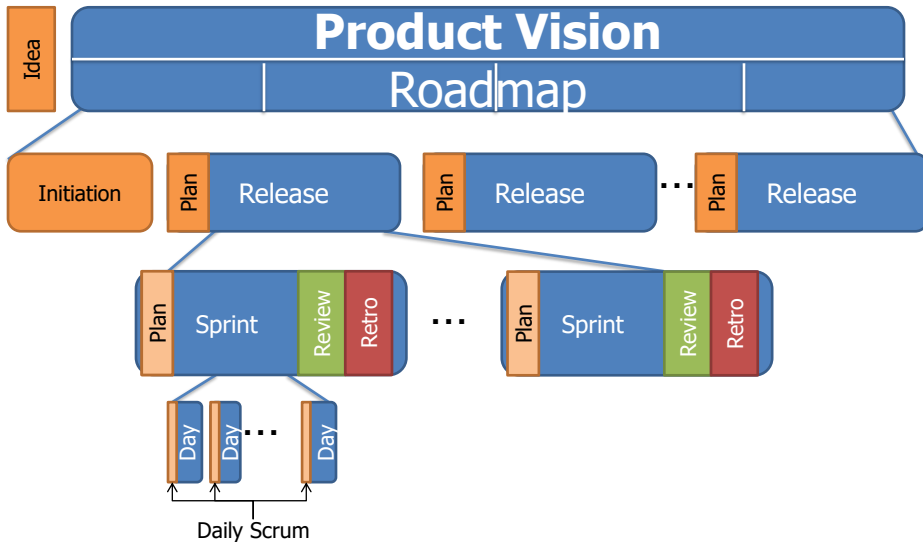 Idea
Product Vision
Roadmap
Initiation
Plan
Release
Plan
Release
...
Plan
Release
Plan
Sprint
Review
Retro
...
Plan
Sprint
Review
Retro
Day
Day
...
Day
Daily Scrum